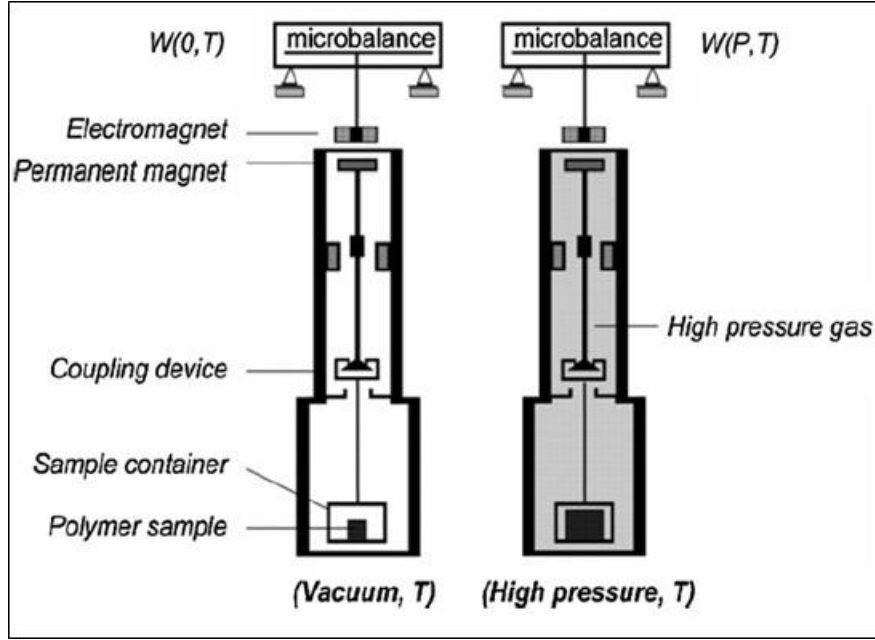 W(0,T)
microbalance
microbalance
W(P,T)
Electromagnet
Permanent magnet
High pressure gas
Coupling device
Sample container
Polymer sample
(Vacuum, T)
(High pressure, T)